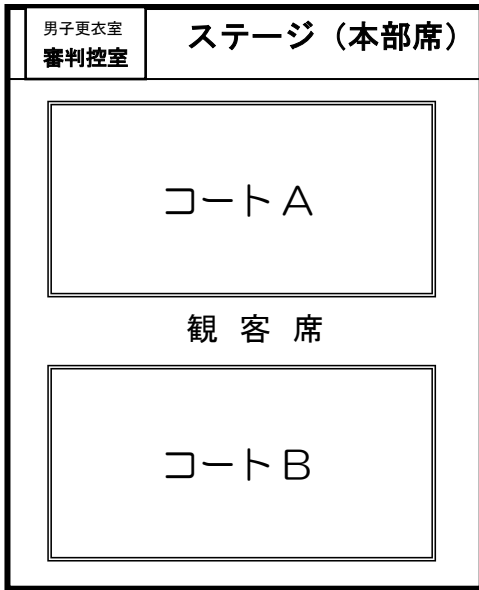 男子更衣室
審判控室
ステージ（本部席）
コートA
観 客 席
コートB